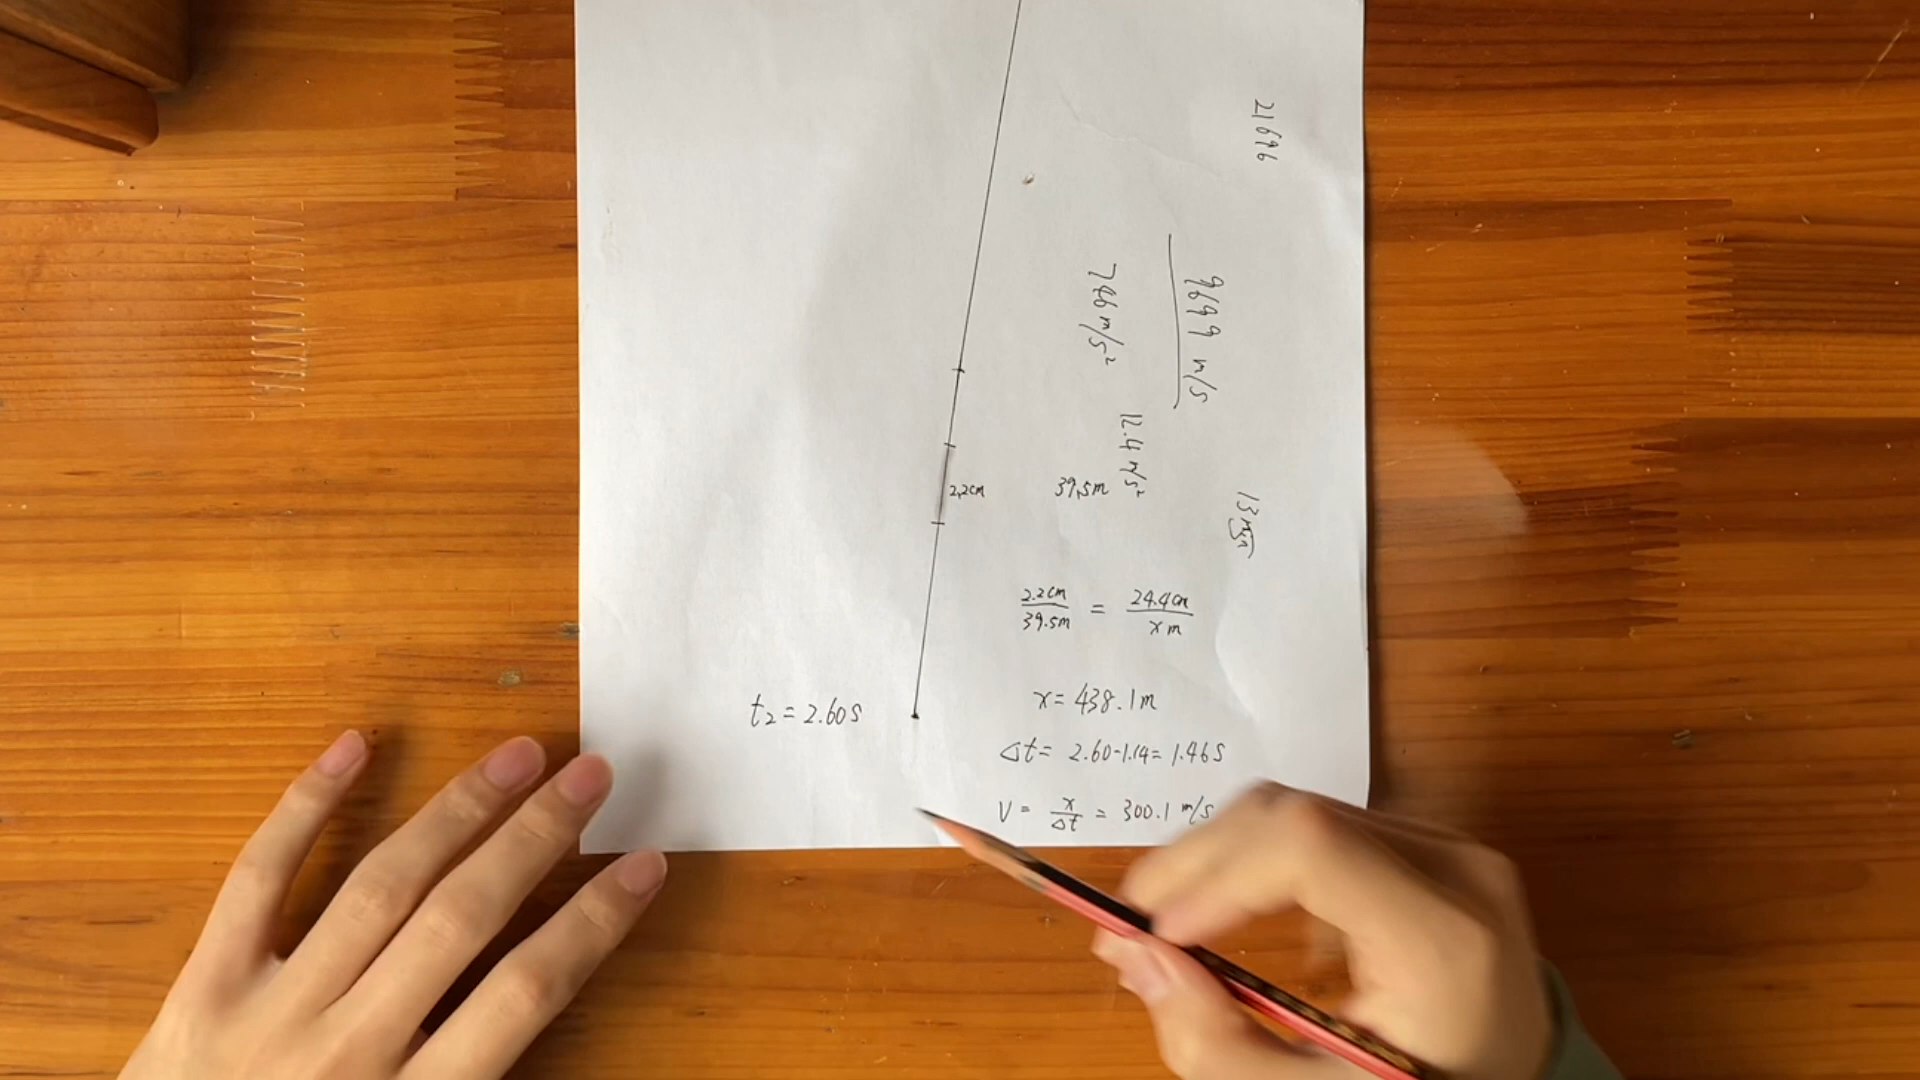 21696
9699 m/s
746 m/s²
12.4 m/s²
13min
2.2cm
39.5m
2.2cm/39.5m = 24.4cm/x m
x = 438.1m
t₂ = 2.60s
Δt = 2.60-1.14 = 1.46s
V = x/Δt = 300.1 m/s